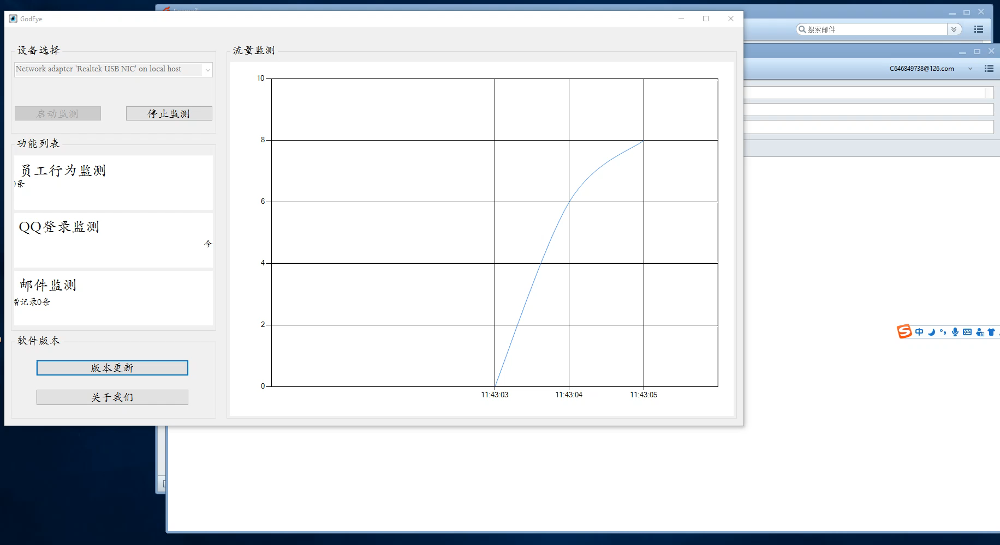 Foxmail
GodEye
搜索邮件
C646849738@126.com
设备选择
Network adapter 'Realtek USB NIC' on local host
启动监测
停止监测
功能列表
员工行为监测
0条
QQ登录监测
今
邮件监测
增记录0条
软件版本
版本更新
关于我们
流量监测
10
8
6
4
2
0
11:43:03
11:43:04
11:43:05
中